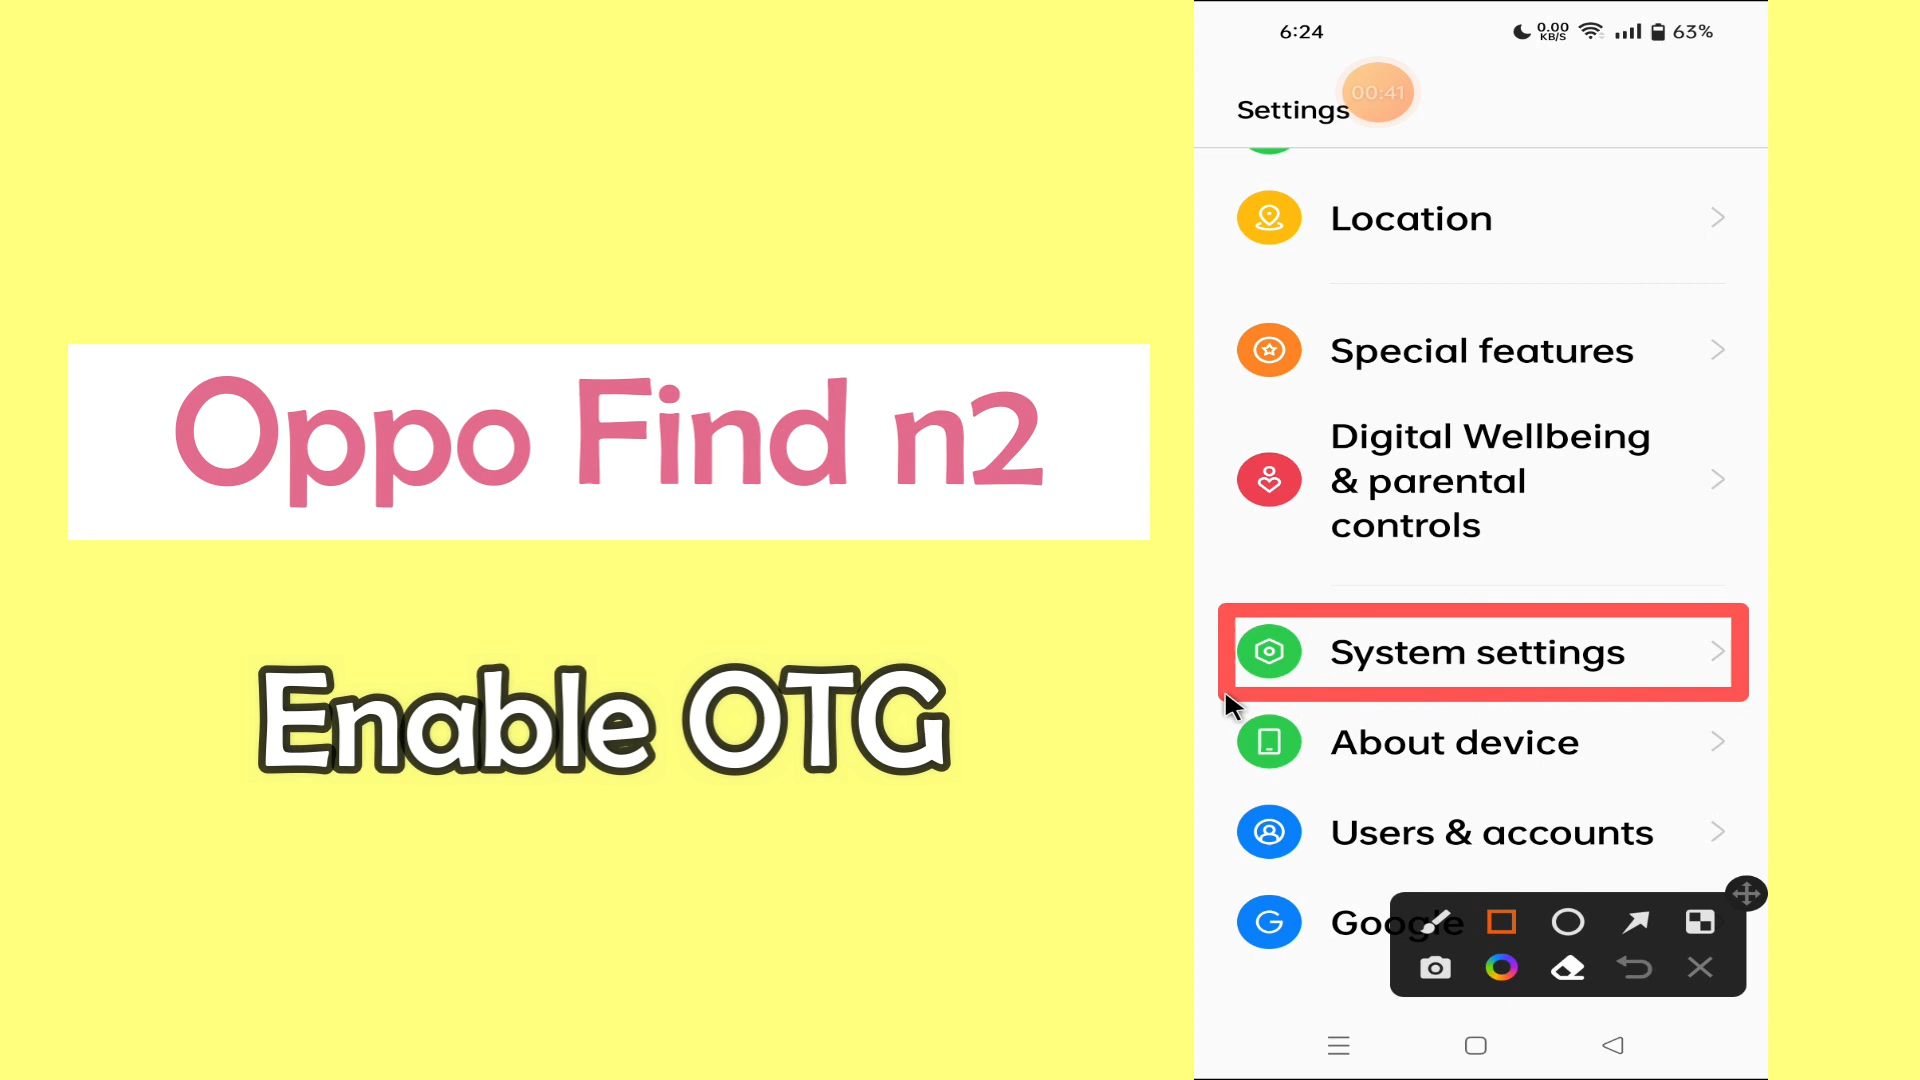 Oppo Find n2
Enable OTG
6:24
0.00
KB/S
63%
00:41
Settings
Location
Special features
Digital Wellbeing
& parental
controls
System settings
About device
Users & accounts
Google